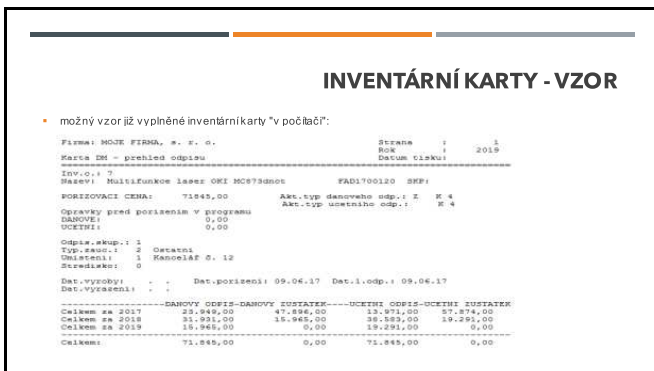 INVENTÁRNÍ KARTY - VZOR
možný vzor již vyplněné inventární karty "v počítači":
Firma: MOJE FIRMA, s. r. o. Strana : 1
Rok : 2019
Karta DM - prehled odpisu Datum tisku:
Inv.c.: 7
Nazev: Multifunkce laser OKI MC873dnot FAD1700120 SKP:
PORIZOVACI CENA: 71845,00 Akt.typ danoveho odp.: Z K 4
Akt.typ ucetniho odp.: K 4
Opravky pred porizenim v programu
DANOVE: 0,00
UCETNI: 0,00
Odpis.skup.: 1
Typ.zauc.: 2 Ostatni
Umisteni: 1 Kancelář č. 12
Stredisko: 0
Dat.vyroby: . . Dat.porizeni: 09.06.17 Dat.1.odp.: 09.06.17
Dat.vyrazeni: . .
-----------------DANOVY ODPIS-DANOVY ZUSTATEK----UCETNI ODPIS-UCETNI ZUSTATEK
Celkem za 2017 23.949,00 47.896,00 13.971,00 57.874,00
Celkem za 2018 31.931,00 15.965,00 38.583,00 19.291,00
Celkem za 2019 15.965,00 0,00 19.291,00 0,00
Celkem: 71.845,00 0,00 71.845,00 0,00